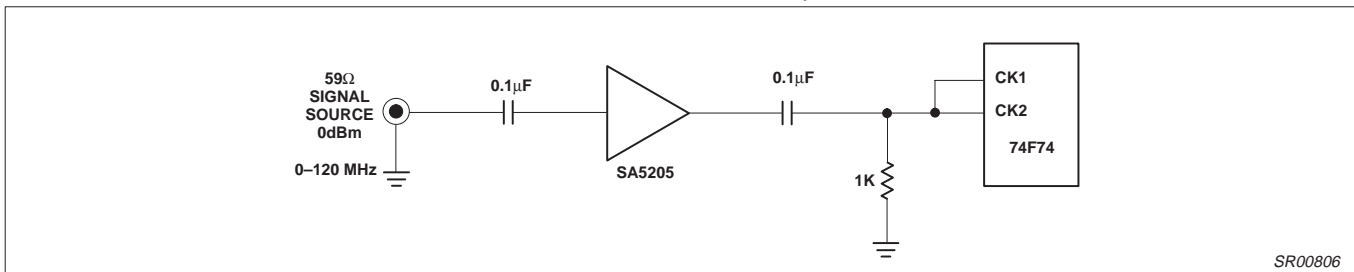 59Ω
SIGNAL
SOURCE
0dBm
0–120 MHz
0.1μF
SA5205
0.1μF
1K
CK1
CK2
74F74
SR00806